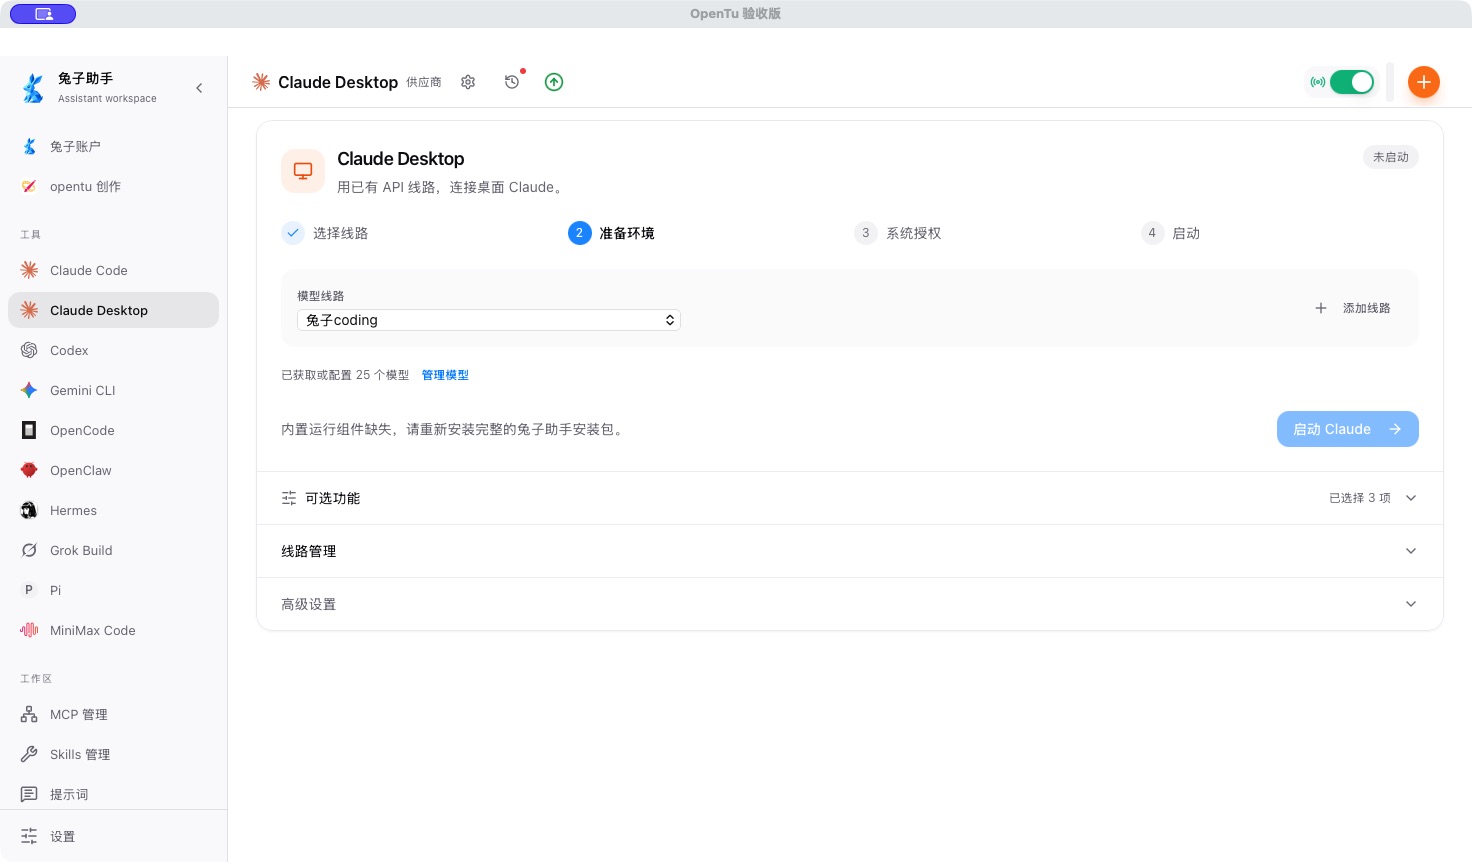 OpenTu 验收版
兔子助手
Assistant workspace
兔子账户
opentu 创作
工具
Claude Code
Claude Desktop
Codex
Gemini CLI
OpenCode
OpenClaw
Hermes
Grok Build
P
Pi
MiniMax Code
工作区
MCP 管理
Skills 管理
提示词
设置
Claude Desktop 供应商
Claude Desktop
未启动
用已有 API 线路，连接桌面 Claude。
选择线路
2 准备环境
3 系统授权
4 启动
模型线路
兔子coding
添加线路
已获取或配置 25 个模型 管理模型
内置运行组件缺失，请重新安装完整的兔子助手安装包。
启动 Claude
可选功能
已选择 3 项
线路管理
高级设置